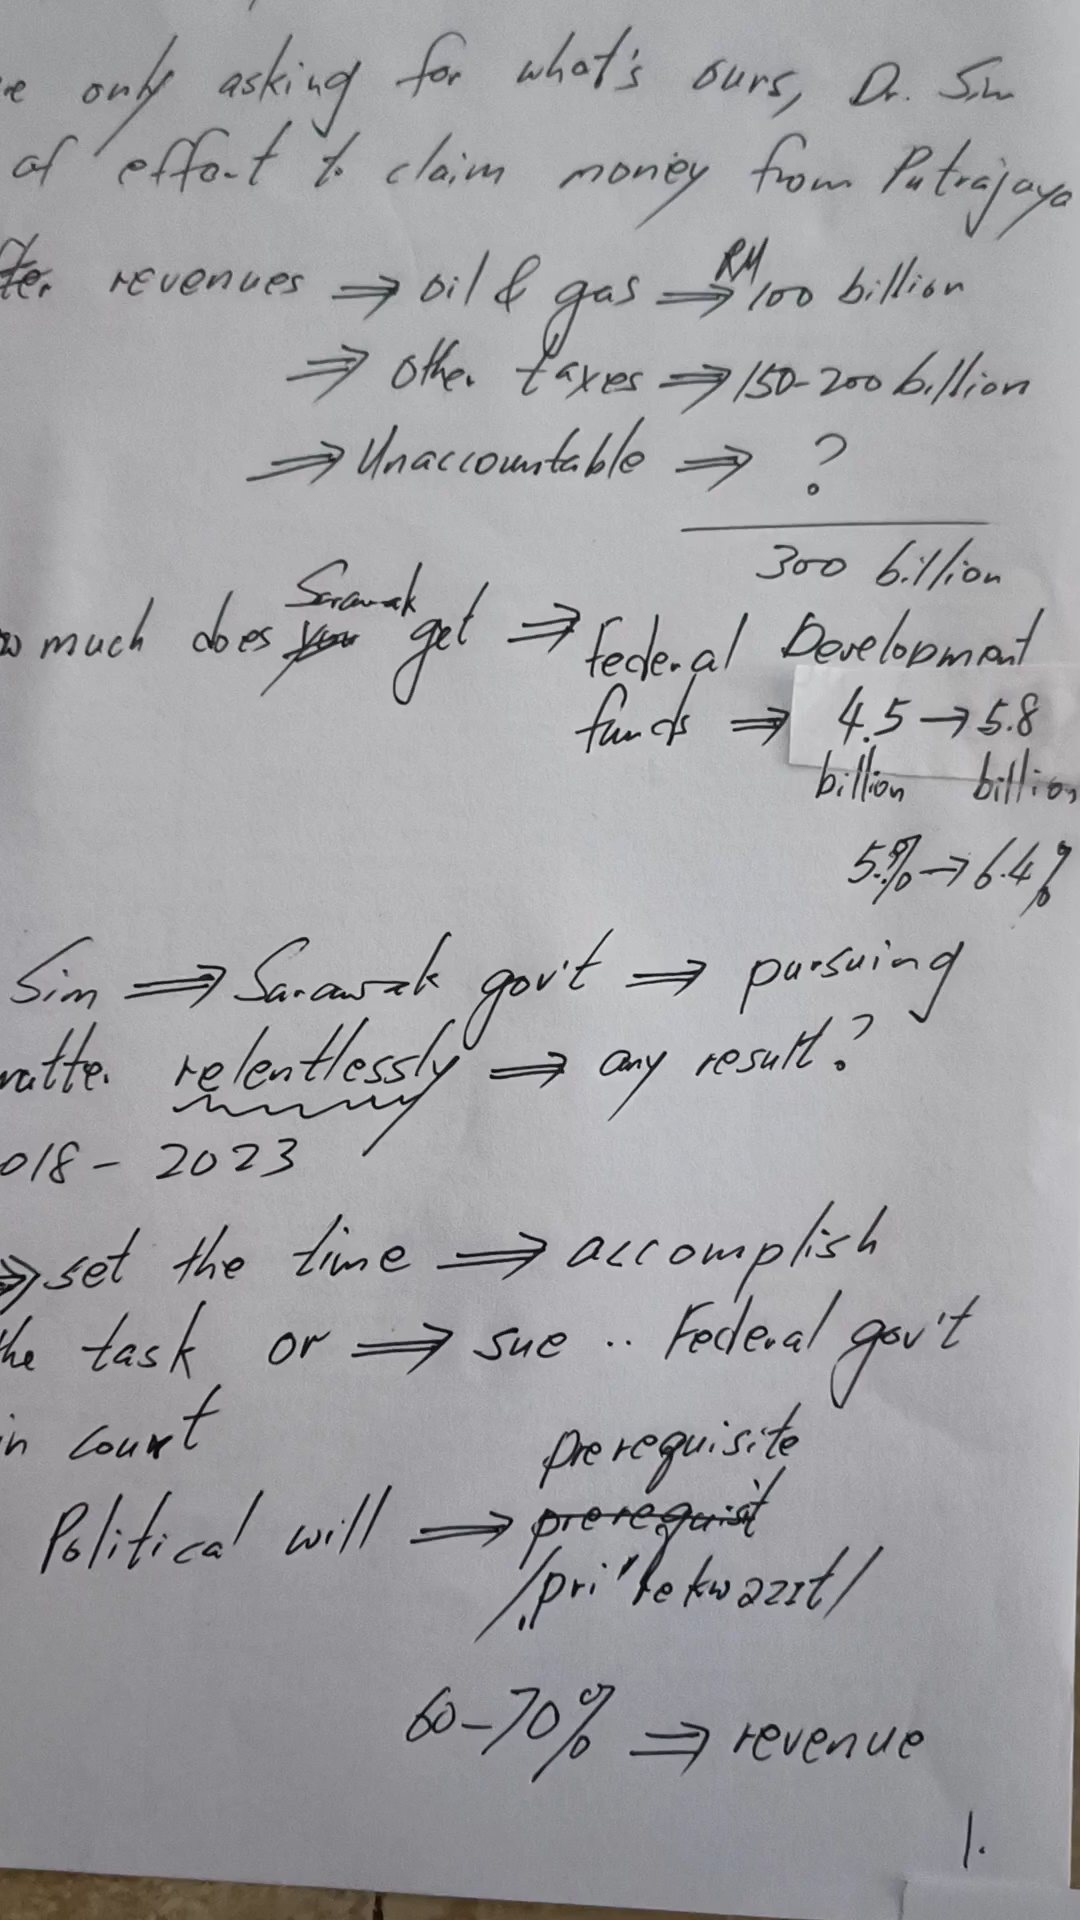 e only asking for what's ours, Dr. Sim
of effort to claim money from Putrajaya
revenues ⇒ oil & gas ⇒ RM 100 billion
⇒ other taxes ⇒ 150-200 billion
⇒ Unaccountable ⇒ ?
300 billion
w much does Sarawak get ⇒ Federal Development
funds ⇒ 4.5 → 5.8
billion billion
5% → 6.4%
Sim ⇒ Sarawak gov't ⇒ pursuing
matter relentlessly ⇒ any result?
018 - 2023
⇒ set the time ⇒ accomplish
the task or ⇒ sue .. Federal gov't
in court
prerequisite
Political will ⇒ prerequist
/ˌpriˈrekwəzɪt/
60-70% ⇒ revenue
1.